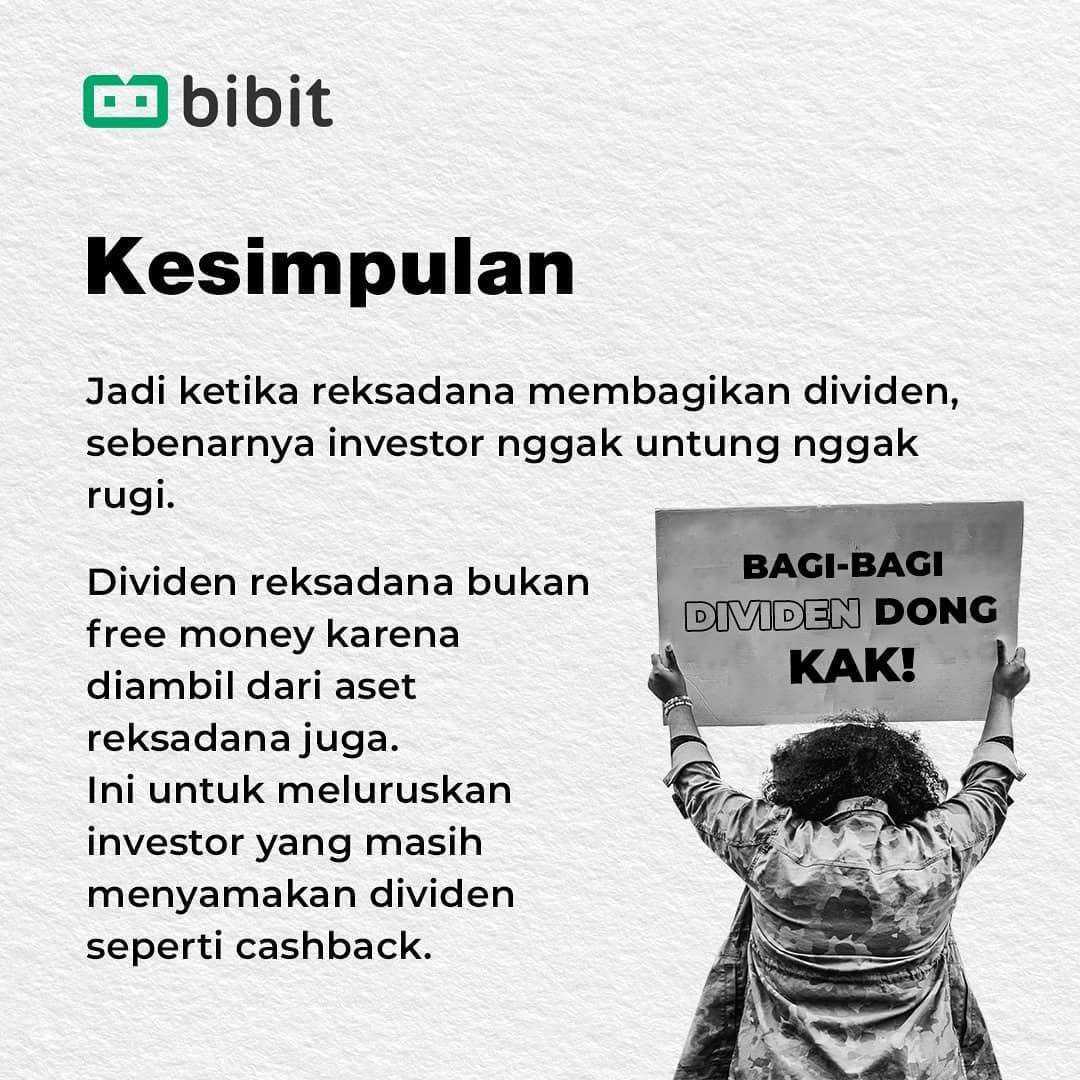 bibit
Kesimpulan
Jadi ketika reksadana membagikan dividen,
sebenarnya investor nggak untung nggak
rugi.
Dividen reksadana bukan
free money karena
diambil dari aset
reksadana juga.
Ini untuk meluruskan
investor yang masih
menyamakan dividen
seperti cashback.
BAGI-BAGI
DIVIDEN DONG
KAK!